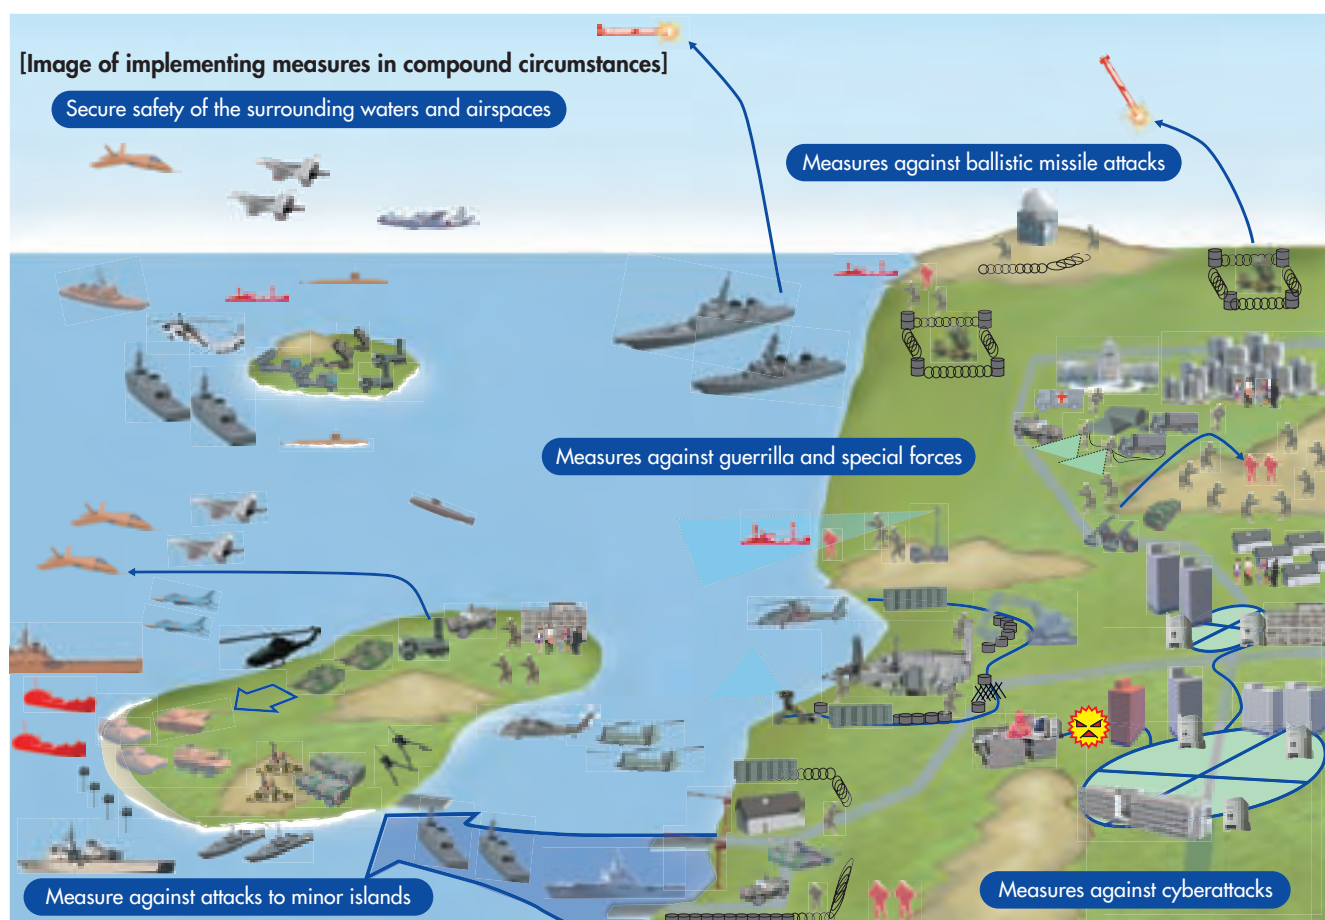 [Image of implementing measures in compound circumstances]
Secure safety of the surrounding waters and airspaces
Measures against ballistic missile attacks
Measures against guerrilla and special forces
Measure against attacks to minor islands
Measures against cyberattacks